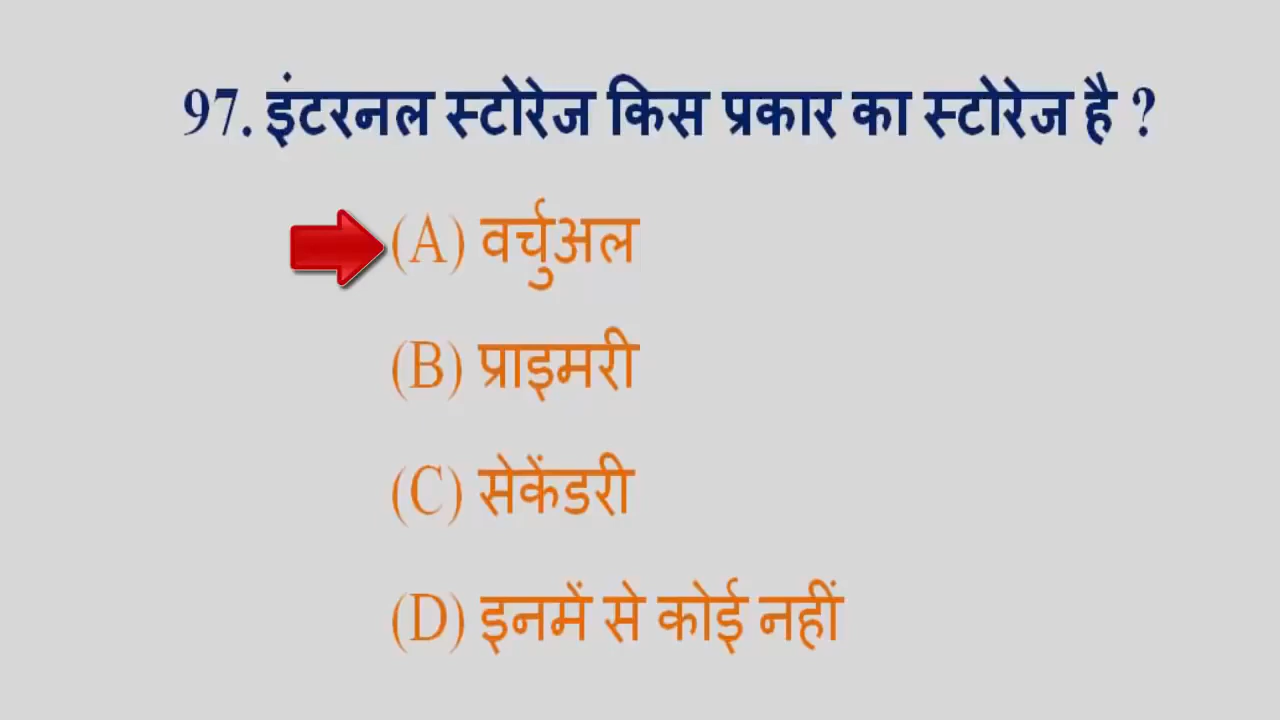 97. इंटरनल स्टोरेज किस प्रकार का स्टोरेज है ?
(A) वर्चुअल
(B) प्राइमरी
(C) सेकेंडरी
(D) इनमें से कोई नहीं